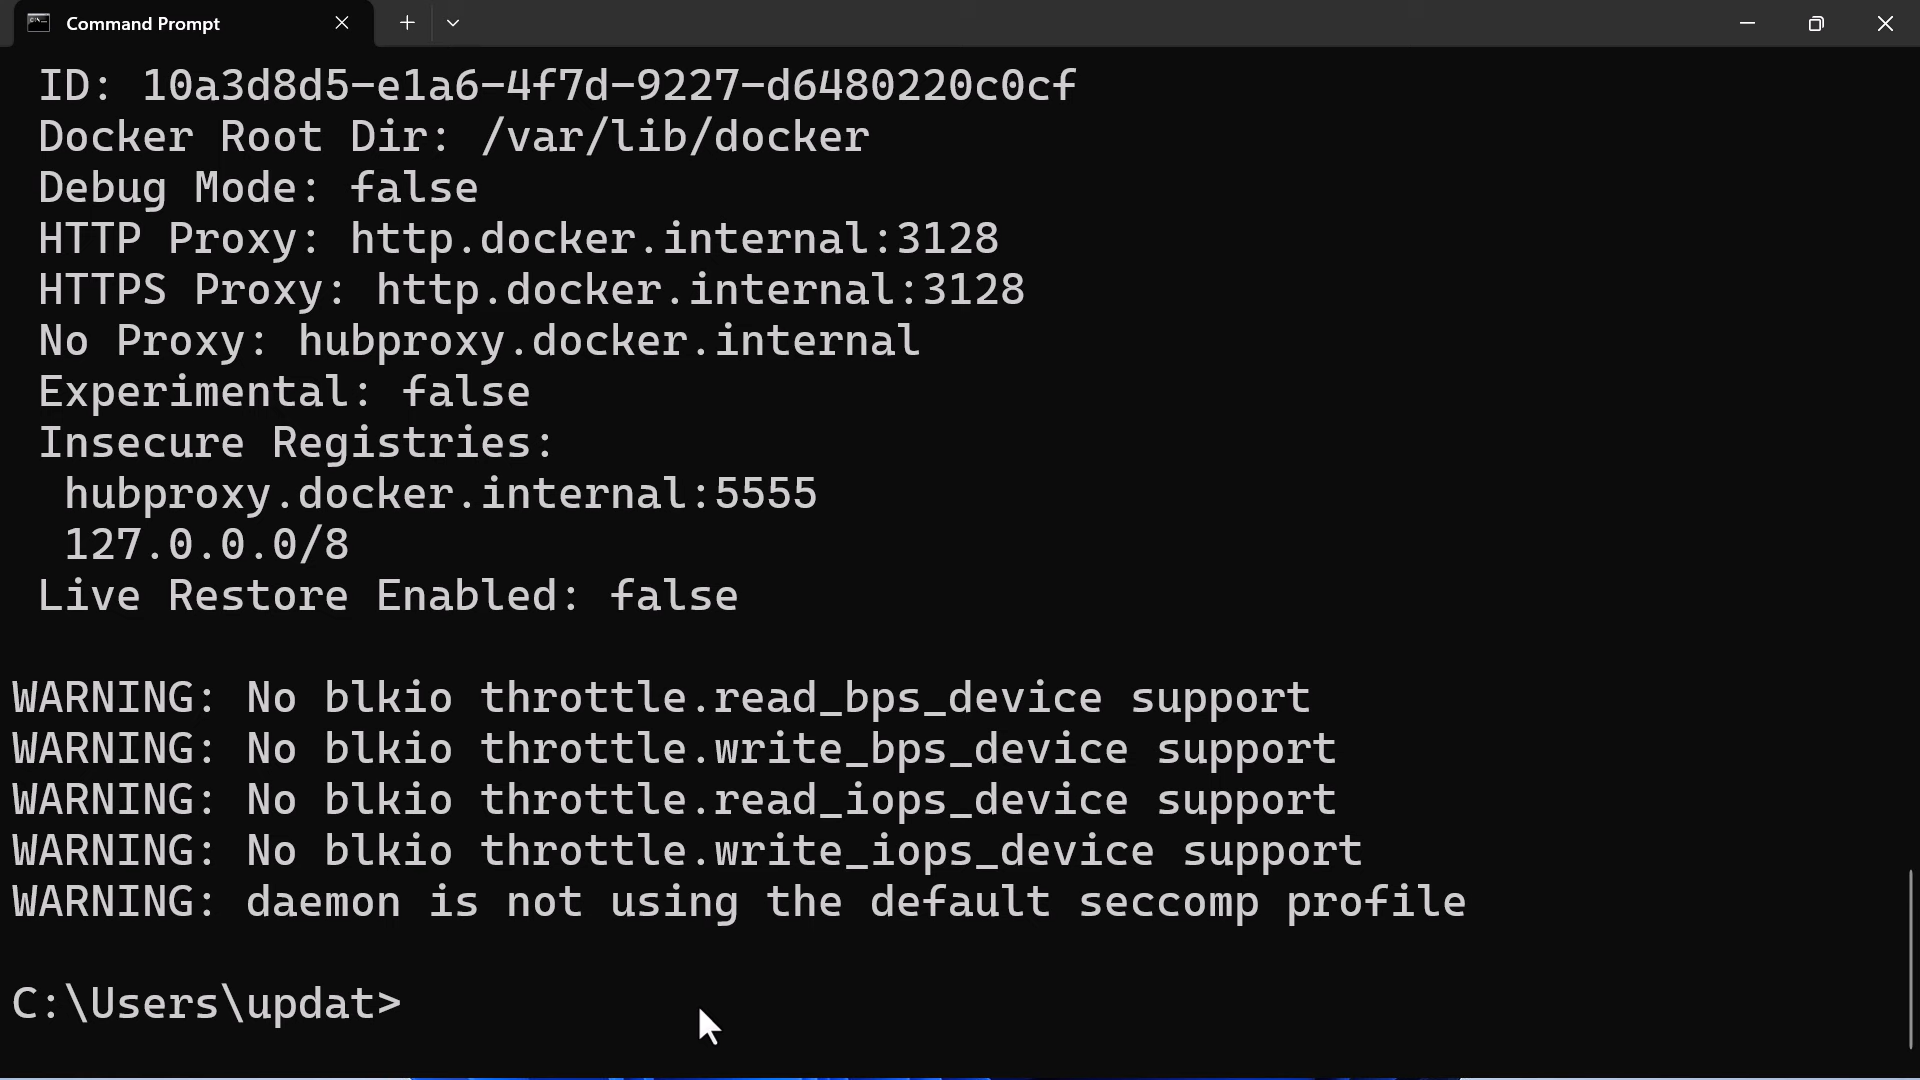 Command Prompt
ID: 10a3d8d5-e1a6-4f7d-9227-d6480220c0cf
Docker Root Dir: /var/lib/docker
Debug Mode: false
HTTP Proxy: http.docker.internal:3128
HTTPS Proxy: http.docker.internal:3128
No Proxy: hubproxy.docker.internal
Experimental: false
Insecure Registries:
hubproxy.docker.internal:5555
127.0.0.0/8
Live Restore Enabled: false
WARNING: No blkio throttle.read_bps_device support
WARNING: No blkio throttle.write_bps_device support
WARNING: No blkio throttle.read_iops_device support
WARNING: No blkio throttle.write_iops_device support
WARNING: daemon is not using the default seccomp profile
C:\Users\updat>